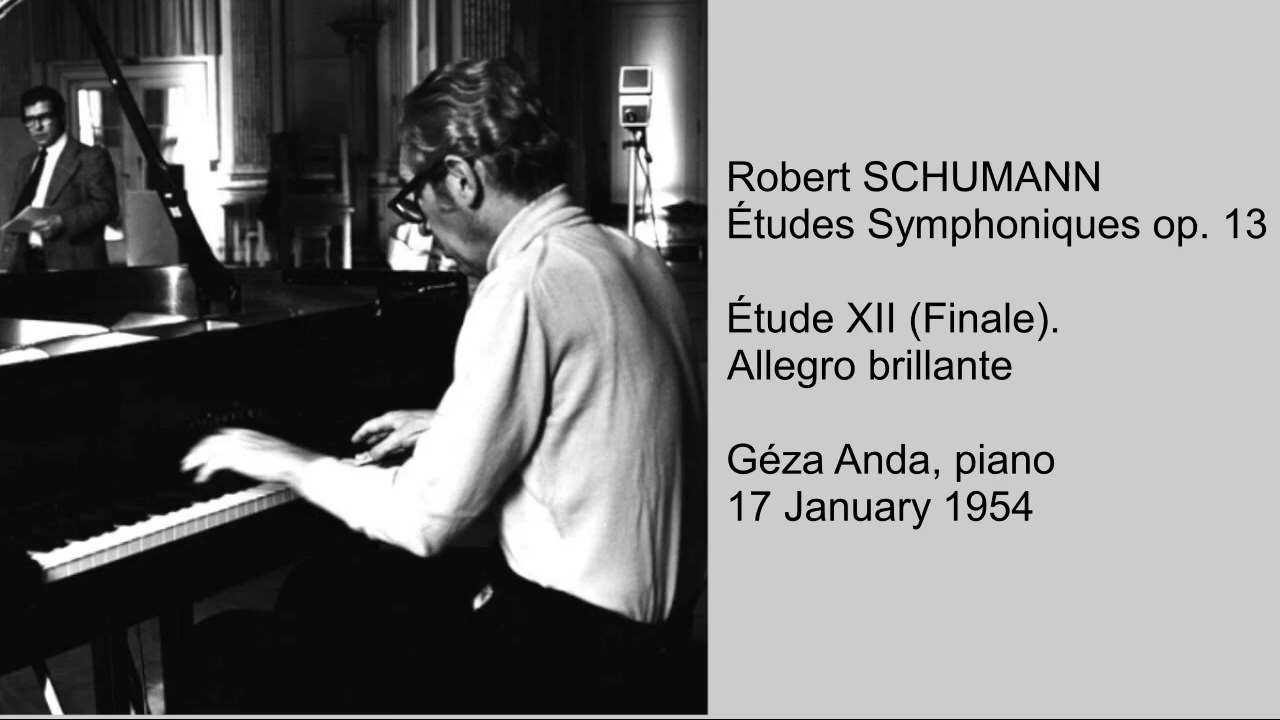 Robert SCHUMANN
Études Symphoniques op. 13
Étude XII (Finale).
Allegro brillante
Géza Anda, piano
17 January 1954